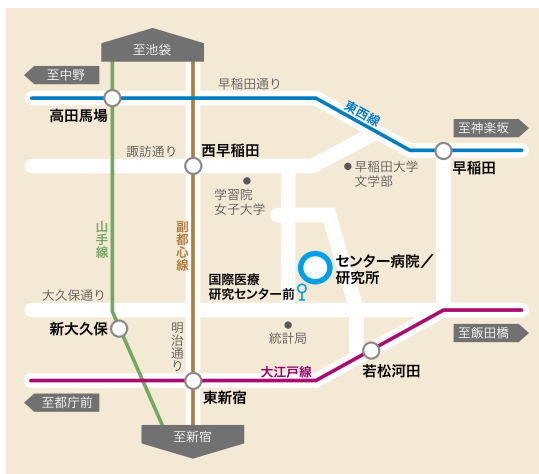 至池袋
至中野
早稲田通り
東西線
高田馬場
至神楽坂
諏訪通り
西早稲田
早稲田大学
文学部
早稲田
学習院
女子大学
山手線
副都心線
センター病院／
研究所
国際医療
研究センター前
大久保通り
新大久保
明治通り
統計局
至飯田橋
大江戸線
若松河田
至都庁前
東新宿
至新宿